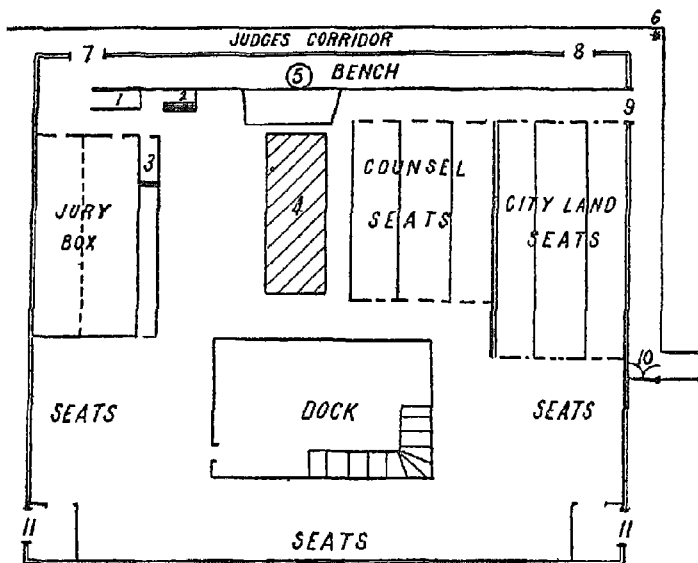 6
JUDGES CORRIDOR
7
8
5 BENCH
1
2
9
3
4
COUNSEL
SEATS
CITY LAND
SEATS
JURY
BOX
10
SEATS
DOCK
SEATS
11
11
SEATS